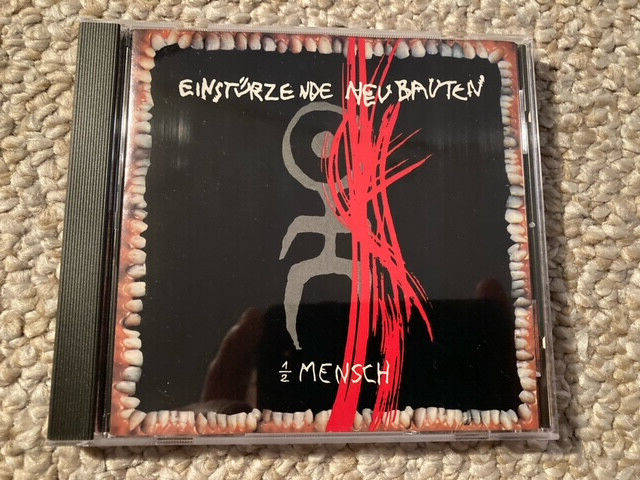 EINSTÜRZENDE NEUBAUTEN
½ MENSCH